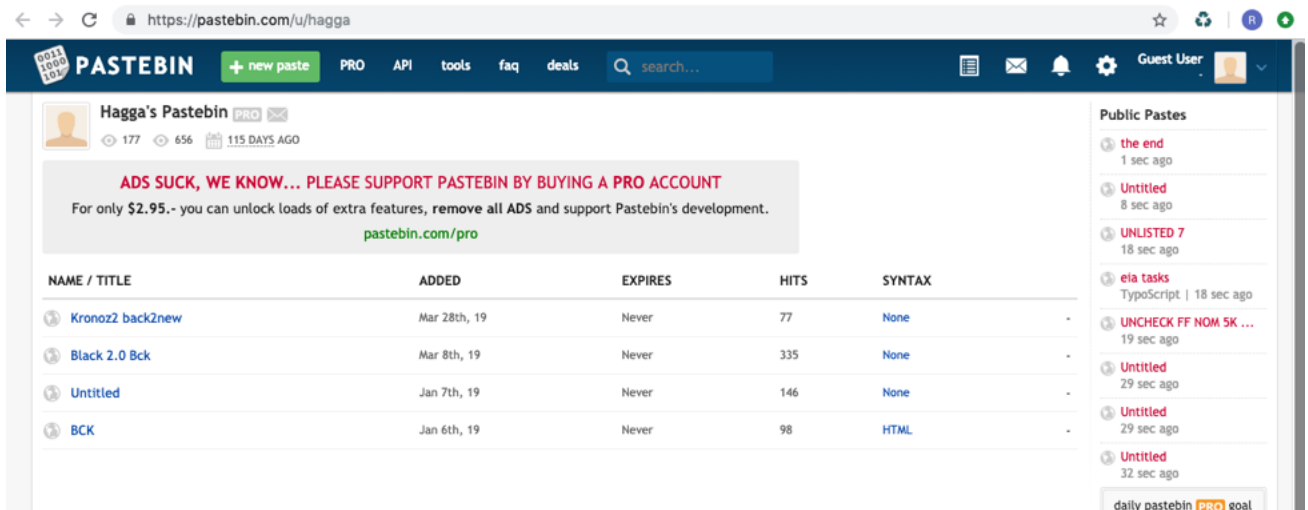 https://pastebin.com/u/hagga
R
0011
1000
101
PASTEBIN
+ new paste
PRO
API
tools
faq
deals
search...
Guest User
-
Hagga's Pastebin PRO
177 656 115 DAYS AGO
ADS SUCK, WE KNOW... PLEASE SUPPORT PASTEBIN BY BUYING A PRO ACCOUNT
For only $2.95.- you can unlock loads of extra features, remove all ADS and support Pastebin's development.
pastebin.com/pro
NAME / TITLE ADDED EXPIRES HITS SYNTAX
Kronoz2 back2new Mar 28th, 19 Never 77 None -
Black 2.0 Bck Mar 8th, 19 Never 335 None -
Untitled Jan 7th, 19 Never 146 None -
BCK Jan 6th, 19 Never 98 HTML -
Public Pastes
the end
1 sec ago
Untitled
8 sec ago
UNLISTED 7
18 sec ago
eia tasks
TypoScript | 18 sec ago
UNCHECK FF NOM 5K ...
19 sec ago
Untitled
29 sec ago
Untitled
29 sec ago
Untitled
32 sec ago
daily pastebin PRO goal